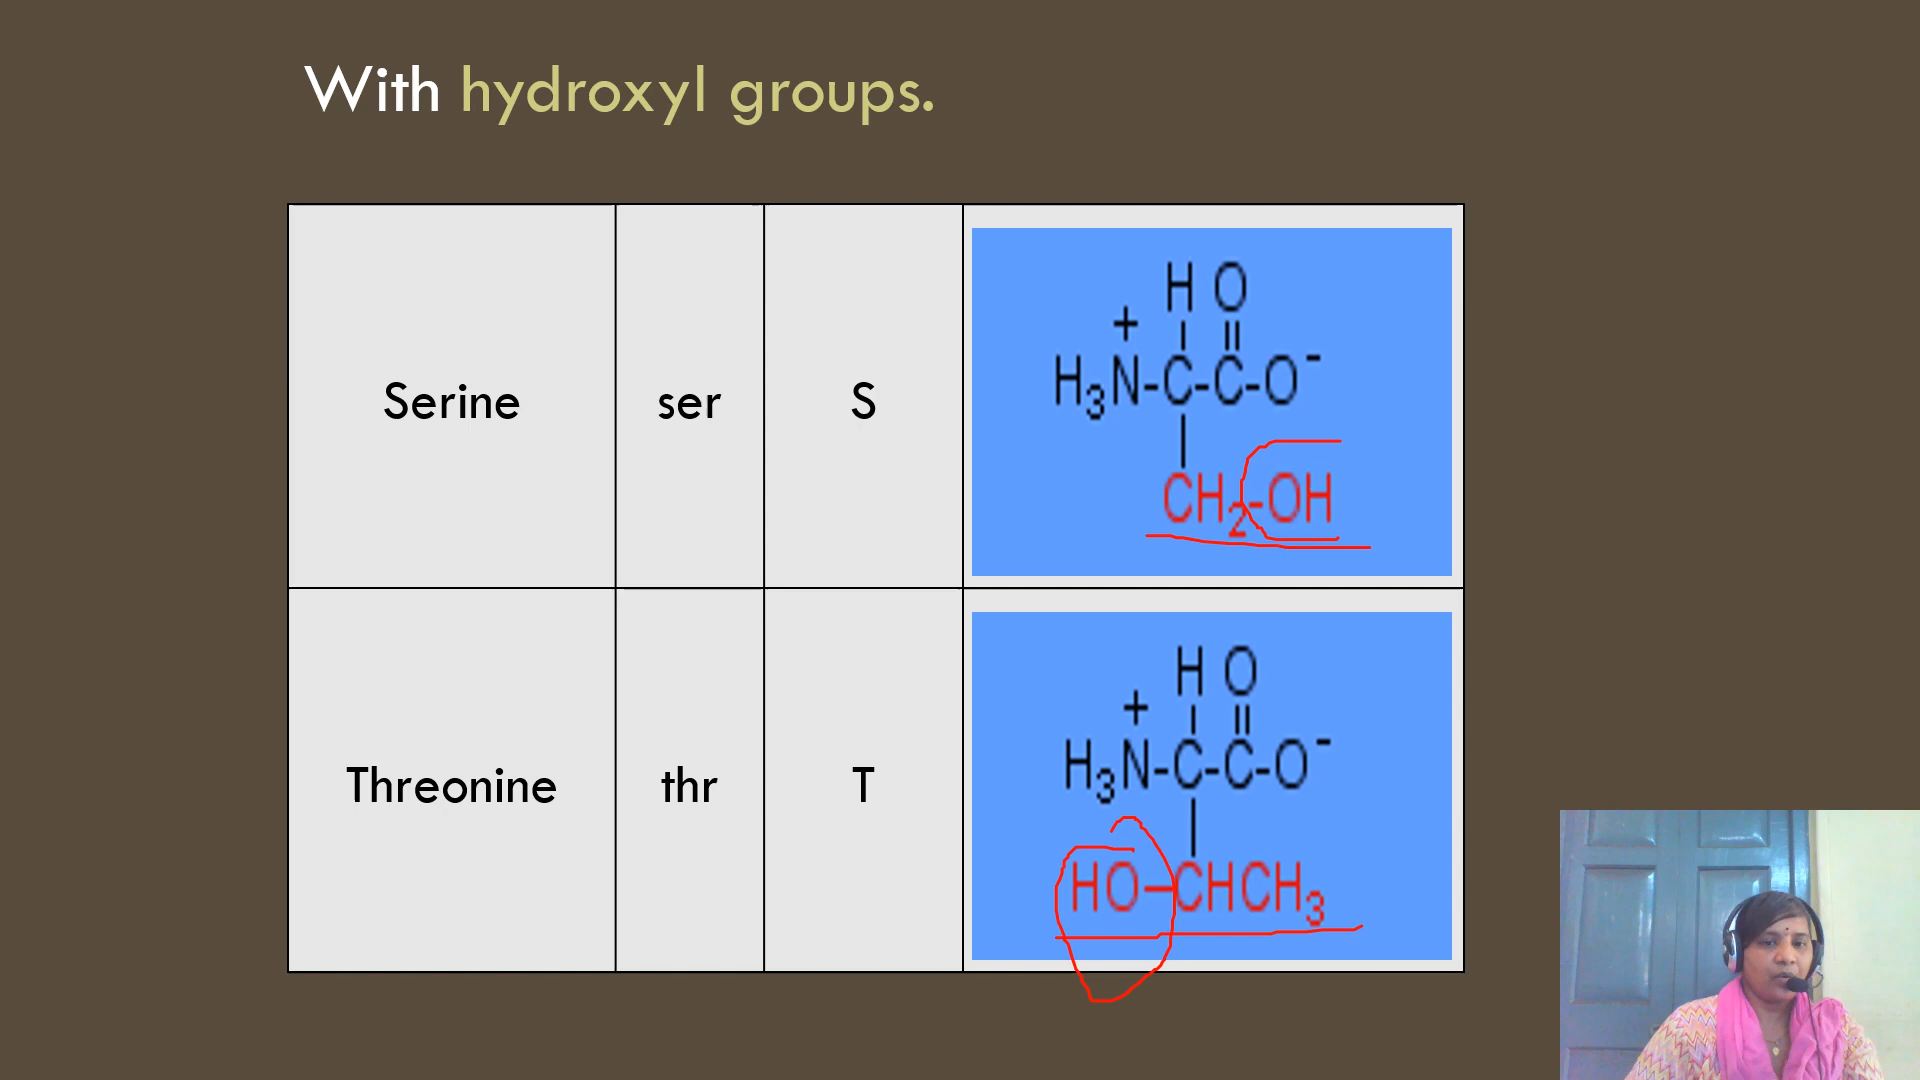 With hydroxyl groups.
Serine ser S
H O
+
H₃N-C-C-O⁻
CH₂-OH
Threonine thr T
H O
+
H₃N-C-C-O⁻
HO-CHCH₃